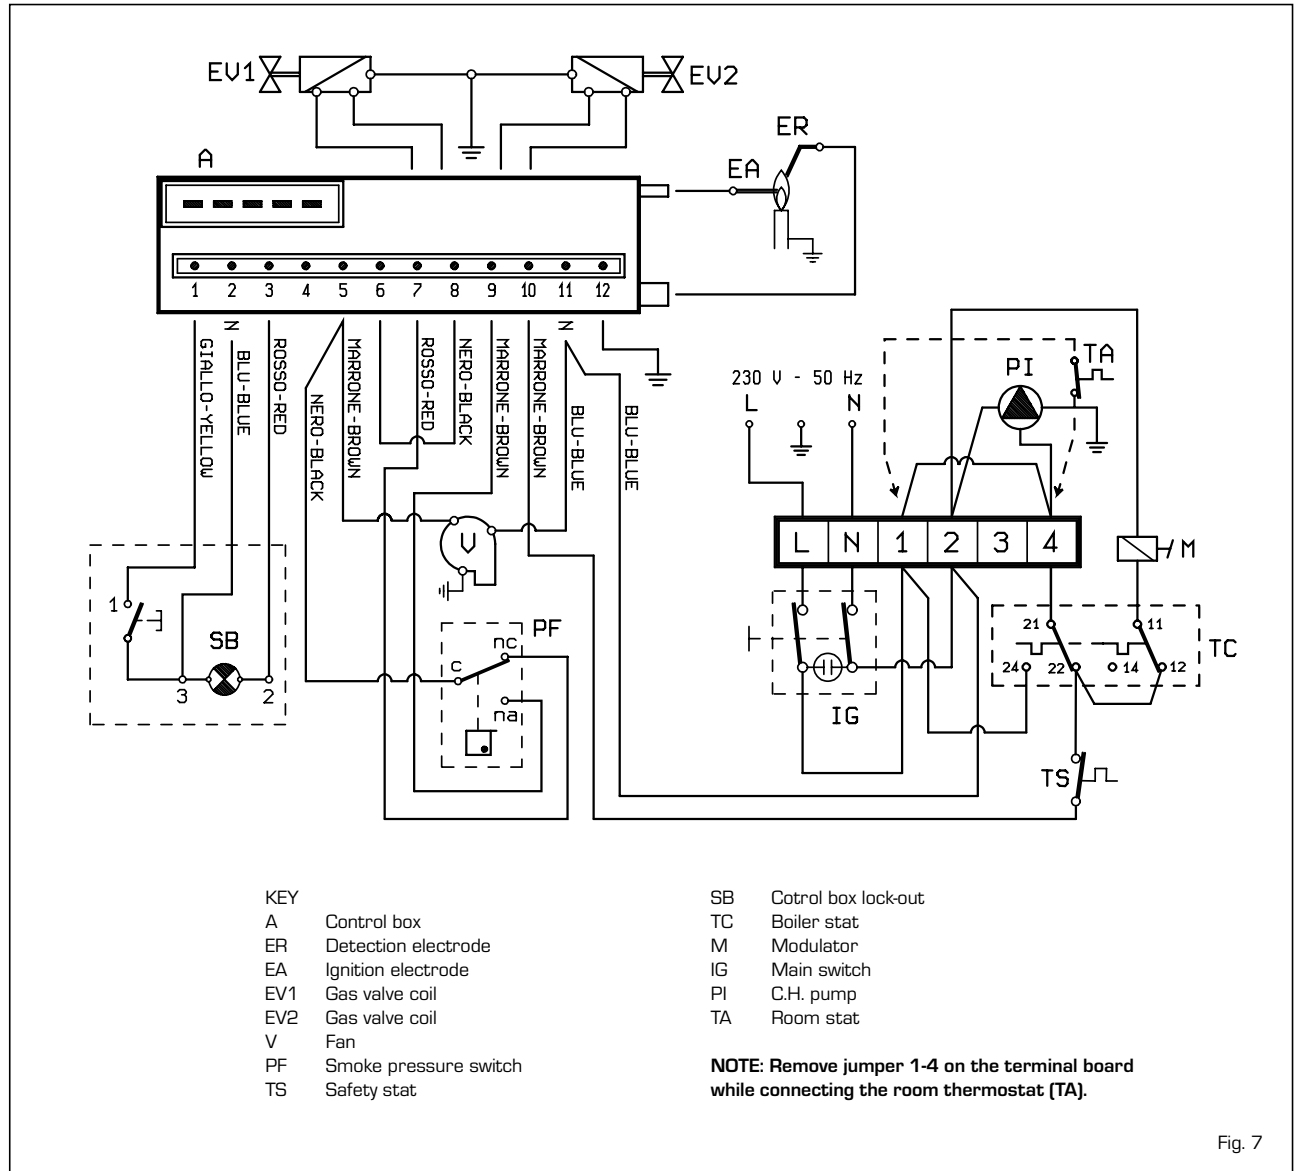 EV1
EV2
ER
A
EA
1 2 3 4 5 6 7 8 9 10 11 12
N
N
GIALLO-YELLOW
BLU-BLUE
ROSSO-RED
NERO-BLACK
MARRONE-BROWN
ROSSO-RED
NERO-BLACK
MARRONE-BROWN
MARRONE-BROWN
BLU-BLUE
BLU-BLUE
230 V - 50 Hz
L
N
PI
TA
V
L N 1 2 3 4
M
1
SB
3
2
PF
nc
c
na
IG
21
11
TC
24
22
14
12
TS
KEY
A Control box
ER Detection electrode
EA Ignition electrode
EV1 Gas valve coil
EV2 Gas valve coil
V Fan
PF Smoke pressure switch
TS Safety stat
SB Cotrol box lock-out
TC Boiler stat
M Modulator
IG Main switch
PI C.H. pump
TA Room stat
NOTE: Remove jumper 1-4 on the terminal board
while connecting the room thermostat (TA).
Fig. 7